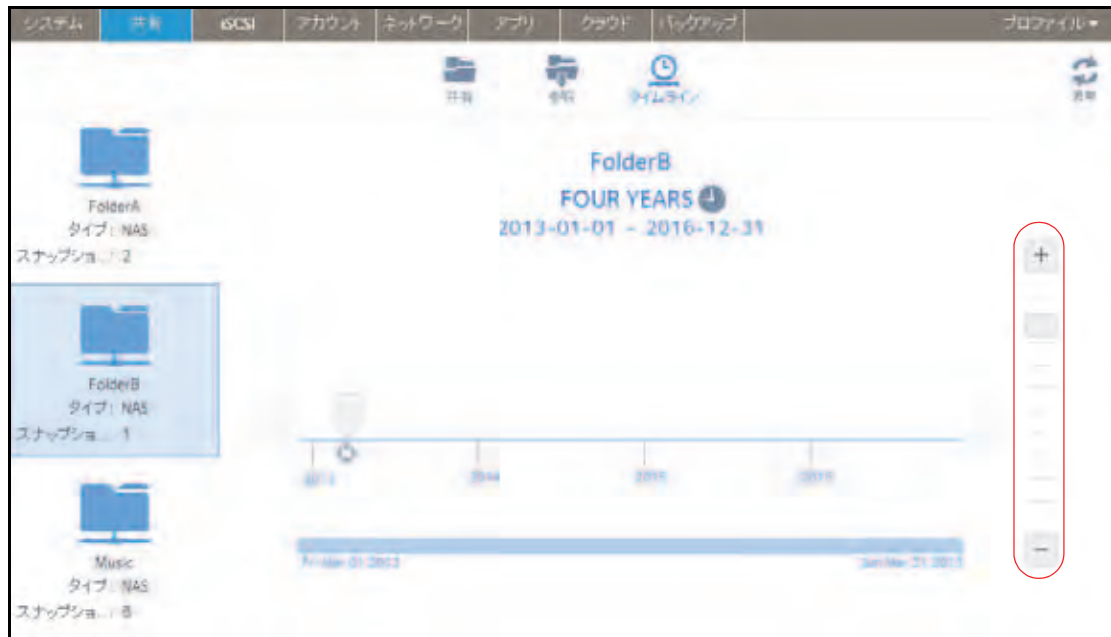 システム 共有 iSCSI アカウント ネットワーク アプリ クラウド バックアップ プロファイル
共有 タイムライン
FolderA
タイプ: NAS
スナップショ... : 2
FolderB
タイプ: NAS
スナップショ... : 1
Music
タイプ: NAS
スナップショ... : 8
FolderB
FOUR YEARS
2013-01-01 - 2016-12-31
+
2013 2014 2015
−